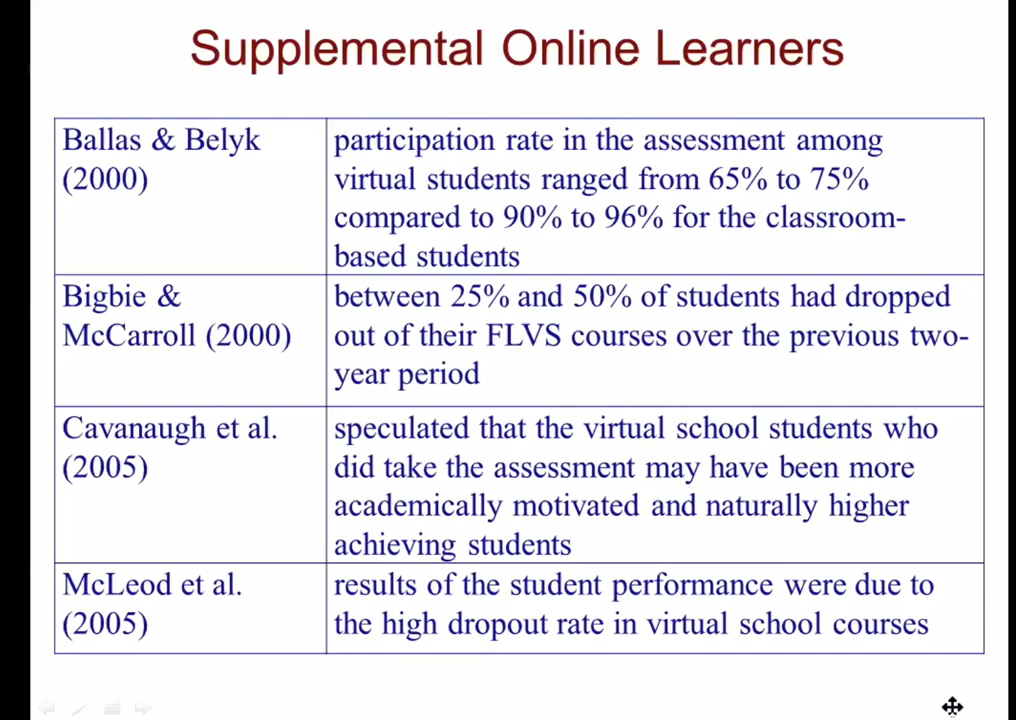 Supplemental Online Learners
Ballas & Belyk
(2000)
participation rate in the assessment among
virtual students ranged from 65% to 75%
compared to 90% to 96% for the classroom-
based students
Bigbie &
McCarroll (2000)
between 25% and 50% of students had dropped
out of their FLVS courses over the previous two-
year period
Cavanaugh et al.
(2005)
speculated that the virtual school students who
did take the assessment may have been more
academically motivated and naturally higher
achieving students
McLeod et al.
(2005)
results of the student performance were due to
the high dropout rate in virtual school courses